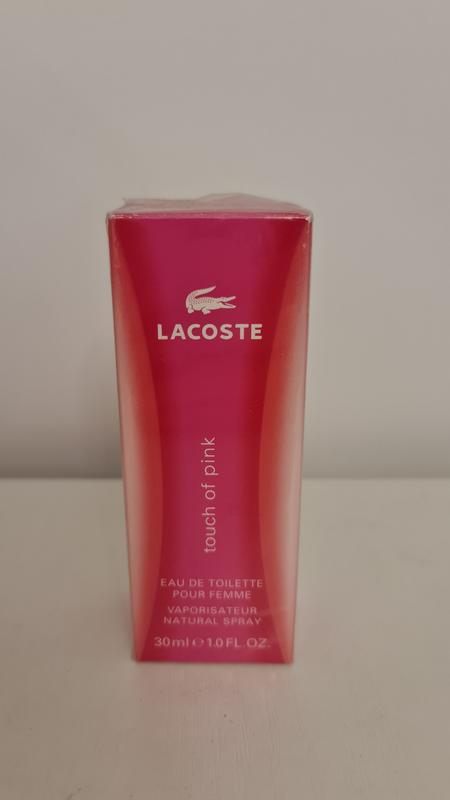 LACOSTE
touch of pink
EAU DE TOILETTE
POUR FEMME
VAPORISATEUR
NATURAL SPRAY
30ml ℮ 1.0 FL. OZ.